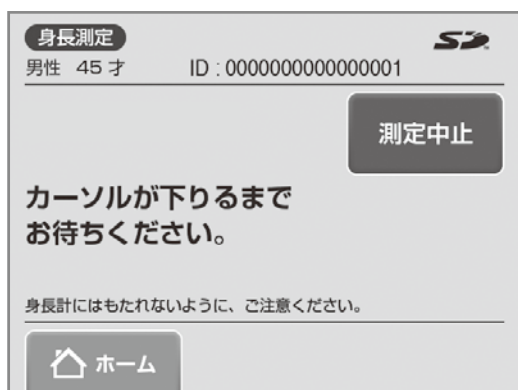 身長測定
SD
男性 45 才 ID : 0000000000000001
測定中止
カーソルが下りるまで
お待ちください。
身長計にはもたれないように、ご注意ください。
ホーム